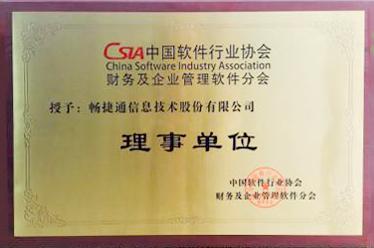 CSIA中国软件行业协会
China Software Industry Association
财务及企业管理软件分会
授予：畅捷通信息技术股份有限公司
理事单位
中国软件行业协会
财务及企业管理软件分会